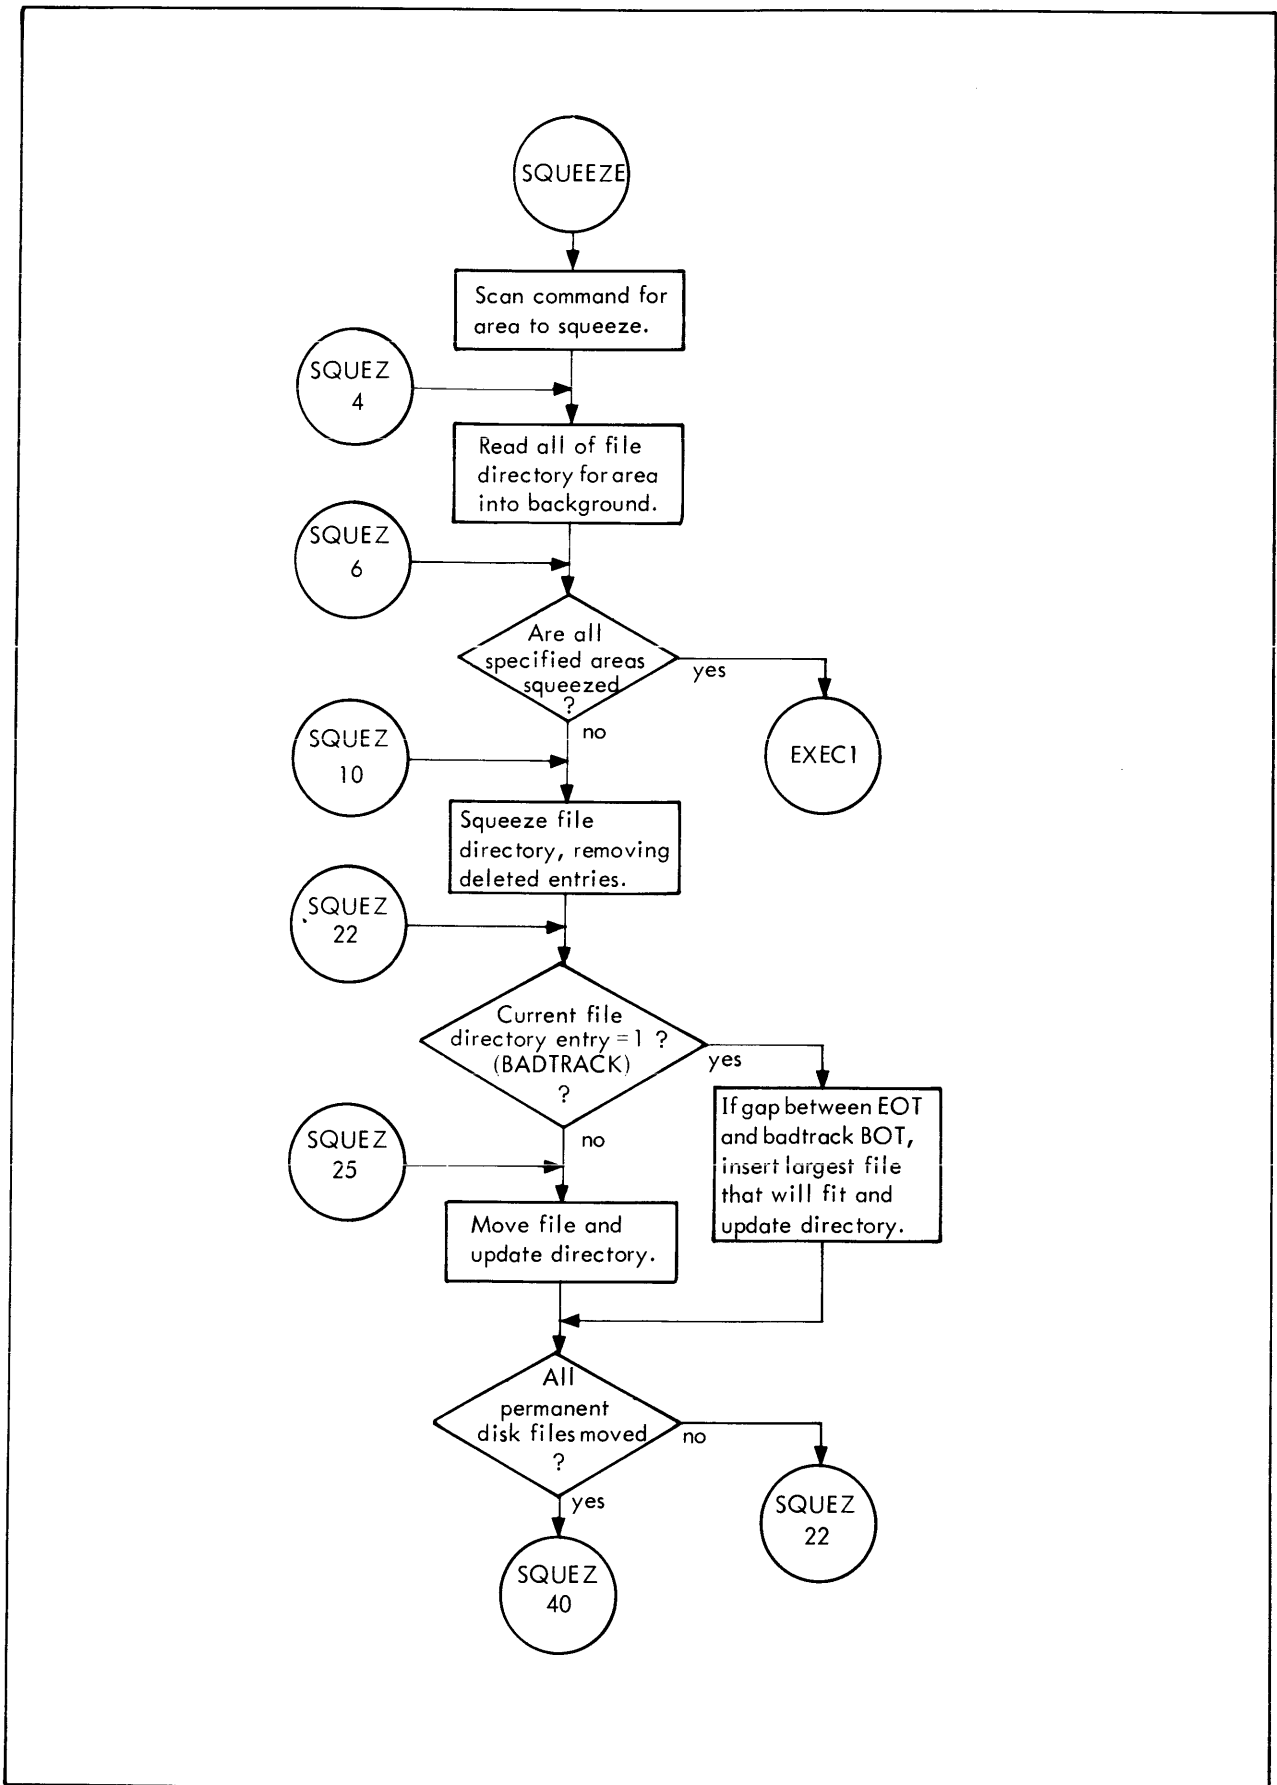 SQUEEZE
Scan command for
area to squeeze.
SQUEZ
4
Read all of file
directory for area
into background.
SQUEZ
6
Are all
specified areas
squeezed
?
yes
no
EXEC1
SQUEZ
10
Squeeze file
directory, removing
deleted entries.
SQUEZ
22
Current file
directory entry =1 ?
(BADTRACK)
?
yes
no
If gap between EOT
and badtrack BOT,
insert largest file
that will fit and
update directory.
SQUEZ
25
Move file and
update directory.
All
permanent
disk files moved
?
no
yes
SQUEZ
22
SQUEZ
40